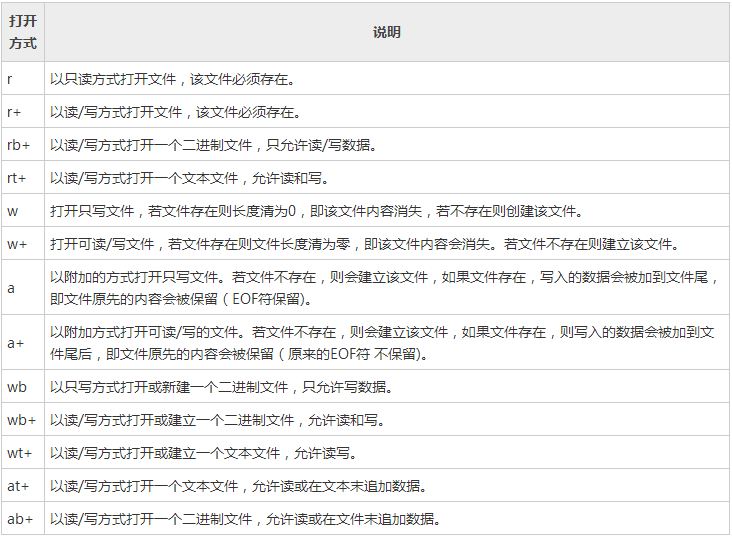 打开
方式
说明
r
以只读方式打开文件，该文件必须存在。
r+
以读/写方式打开文件，该文件必须存在。
rb+
以读/写方式打开一个二进制文件，只允许读/写数据。
rt+
以读/写方式打开一个文本文件，允许读和写。
w
打开只写文件，若文件存在则长度清为0，即该文件内容消失，若不存在则创建该文件。
w+
打开可读/写文件，若文件存在则文件长度清为零，即该文件内容会消失。若文件不存在则建立该文件。
a
以附加的方式打开只写文件。若文件不存在，则会建立该文件，如果文件存在，写入的数据会被加到文件尾，
即文件原先的内容会被保留（EOF符保留)。
a+
以附加方式打开可读/写的文件。若文件不存在，则会建立该文件，如果文件存在，则写入的数据会被加到文
件尾后，即文件原先的内容会被保留（原来的EOF符 不保留)。
wb
以只写方式打开或新建一个二进制文件，只允许写数据。
wb+
以读/写方式打开或建立一个二进制文件，允许读和写。
wt+
以读/写方式打开或建立一个文本文件，允许读写。
at+
以读/写方式打开一个文本文件，允许读或在文本末追加数据。
ab+
以读/写方式打开一个二进制文件，允许读或在文件末追加数据。